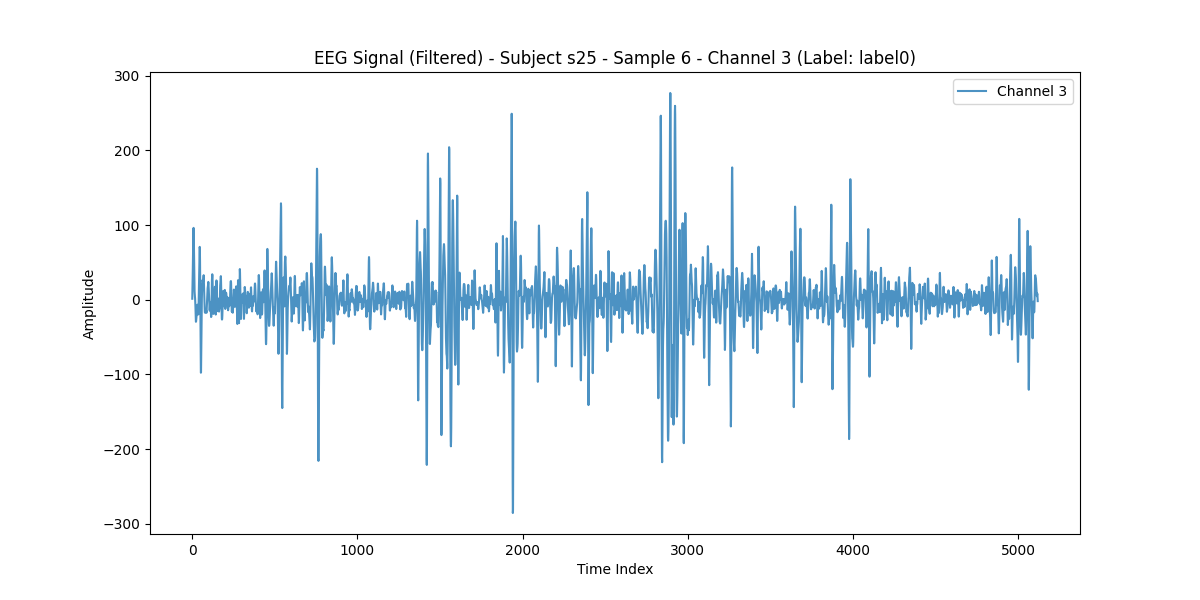 EEG Signal (Filtered) - Subject s25 - Sample 6 - Channel 3 (Label: label0)
Channel 3
300
200
100
0
−100
−200
−300
Amplitude
0 1000 2000 3000 4000 5000
Time Index